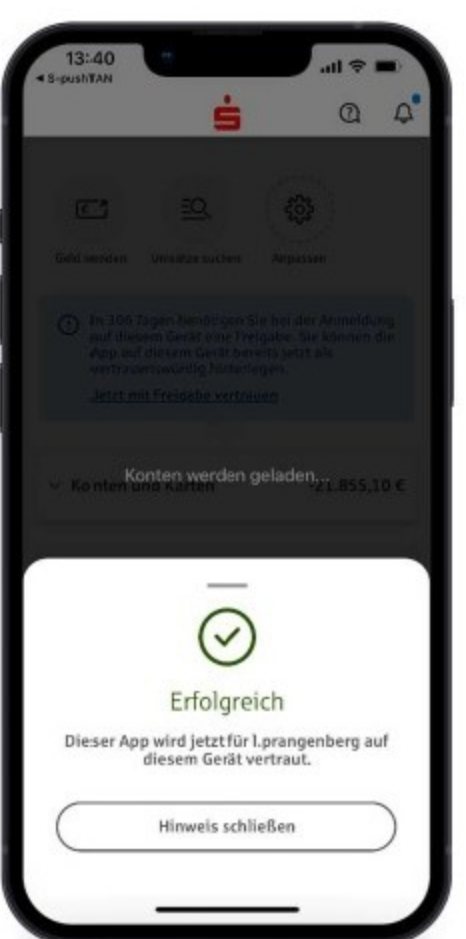 13:40
◂ S-pushTAN
Geld senden Umsätze suchen Anpassen
In 106 Tagen benötigen Sie bei der Anmeldung
auf diesem Gerät eine Freigabe. Sie können die
App auf diesem Gerät bereits jetzt als
vertrauenswürdig hinterlegen.
Jetzt mit Freigabe vertrauen
Konten werden geladen...
Konten und Karten -21.855,10 €
Erfolgreich
Dieser App wird jetzt für l.prangenberg auf
diesem Gerät vertraut.
Hinweis schließen